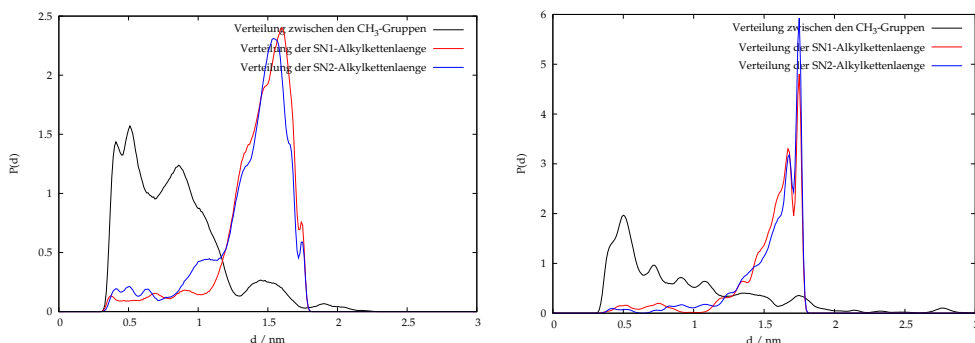 Verteilung zwischen den CH₃-Gruppen
Verteilung der SN1-Alkylkettenlaenge
Verteilung der SN2-Alkylkettenlaenge
P(d)
2.5
2
1.5
1
0.5
0
0 0.5 1 1.5 2 2.5 3
d / nm
Verteilung zwischen den CH₃-Gruppen
Verteilung der SN1-Alkylkettenlaenge
Verteilung der SN2-Alkylkettenlaenge
P(d)
6
5
4
3
2
1
0
0 0.5 1 1.5 2 2.5 3
d / nm